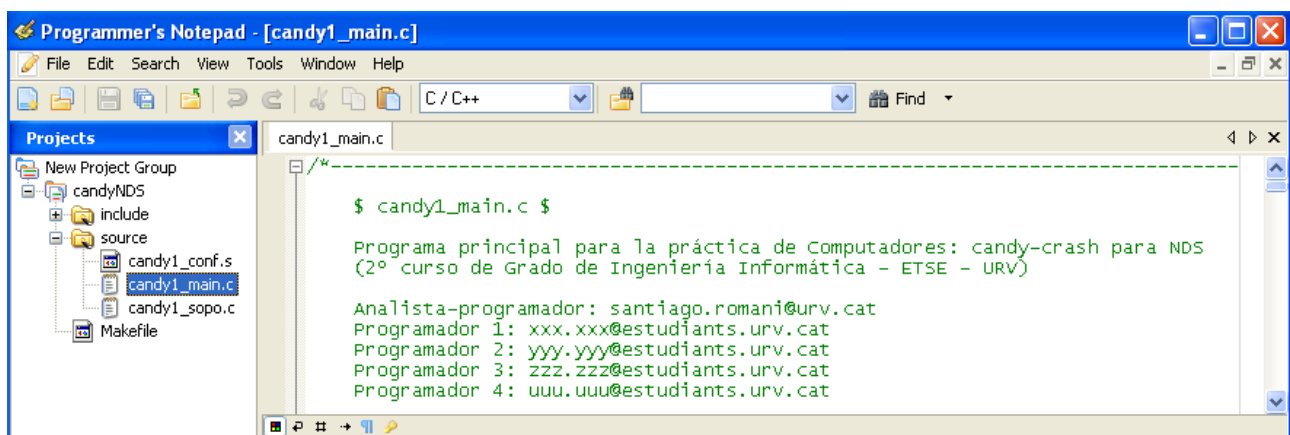 Programmer's Notepad - [candy1_main.c]
File Edit Search View Tools Window Help
C / C++ Find
Projects
candy1_main.c
New Project Group
candyNDS
include
source
candy1_conf.s
candy1_main.c
candy1_sopo.c
Makefile
/*------------------------------------------------------------------------------
$ candy1_main.c $
Programa principal para la práctica de Computadores: candy-crash para NDS
(2º curso de Grado de Ingeniería Informática - ETSE - URV)
Analista-programador: santiago.romani@urv.cat
Programador 1: xxx.xxx@estudiants.urv.cat
Programador 2: yyy.yyy@estudiants.urv.cat
Programador 3: zzz.zzz@estudiants.urv.cat
Programador 4: uuu.uuu@estudiants.urv.cat